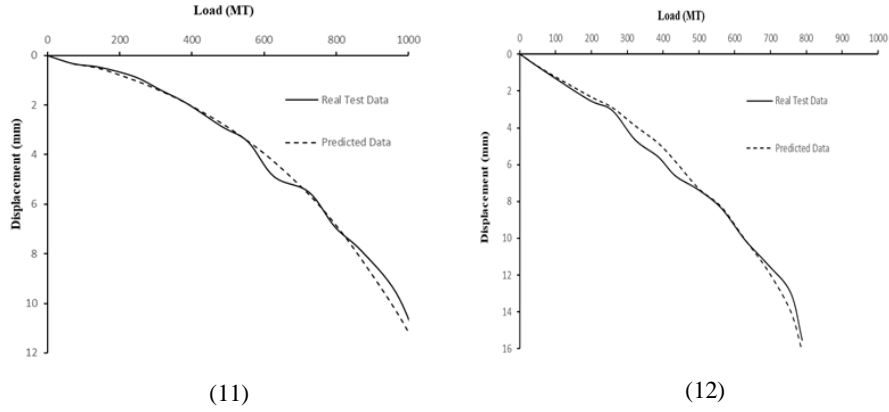 Load (MT)
0 200 400 600 800 1000
0
2
4
6
8
10
12
Displacement (mm)
Real Test Data
Predicted Data
(11)
Load (MT)
0 100 200 300 400 500 600 700 800 900 1000
0
2
4
6
8
10
12
14
16
Displacement (mm)
Real Test Data
Predicted Data
(12)